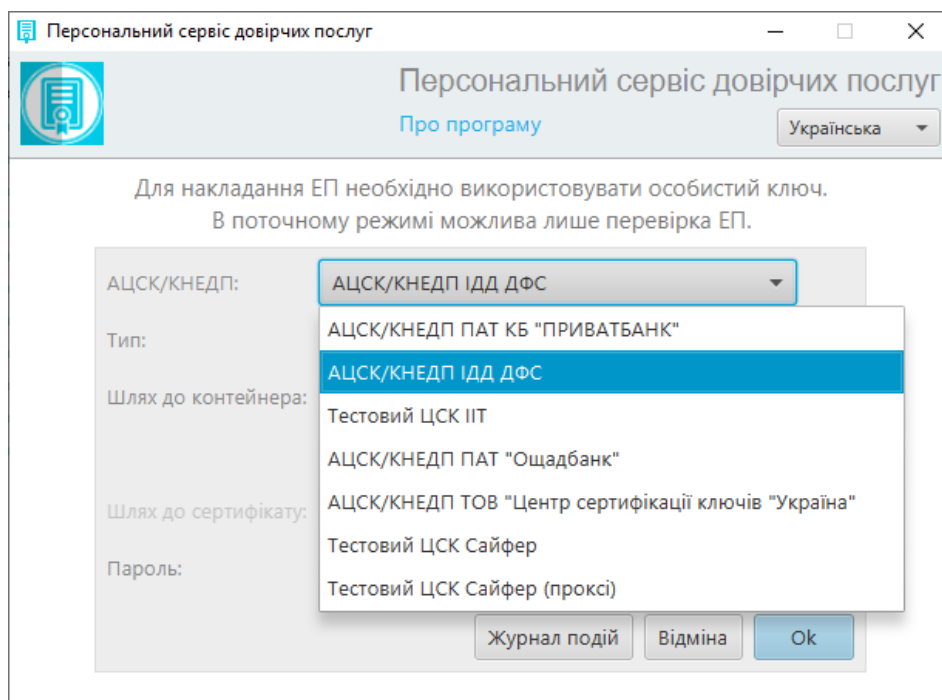 Персональний сервіс довірчих послуг
Персональний сервіс довірчих послуг
Про програму
Українська
Для накладання ЕП необхідно використовувати особистий ключ.
В поточному режимі можлива лише перевірка ЕП.
АЦСК/КНЕДП:
АЦСК/КНЕДП ІДД ДФС
Тип:
Шлях до контейнера:
Шлях до сертифікату:
Пароль:
АЦСК/КНЕДП ПАТ КБ "ПРИВАТБАНК"
АЦСК/КНЕДП ІДД ДФС
Тестовий ЦСК ІІТ
АЦСК/КНЕДП ПАТ "Ощадбанк"
АЦСК/КНЕДП ТОВ "Центр сертифікації ключів "Україна"
Тестовий ЦСК Сайфер
Тестовий ЦСК Сайфер (проксі)
Журнал подій
Відміна
Ok